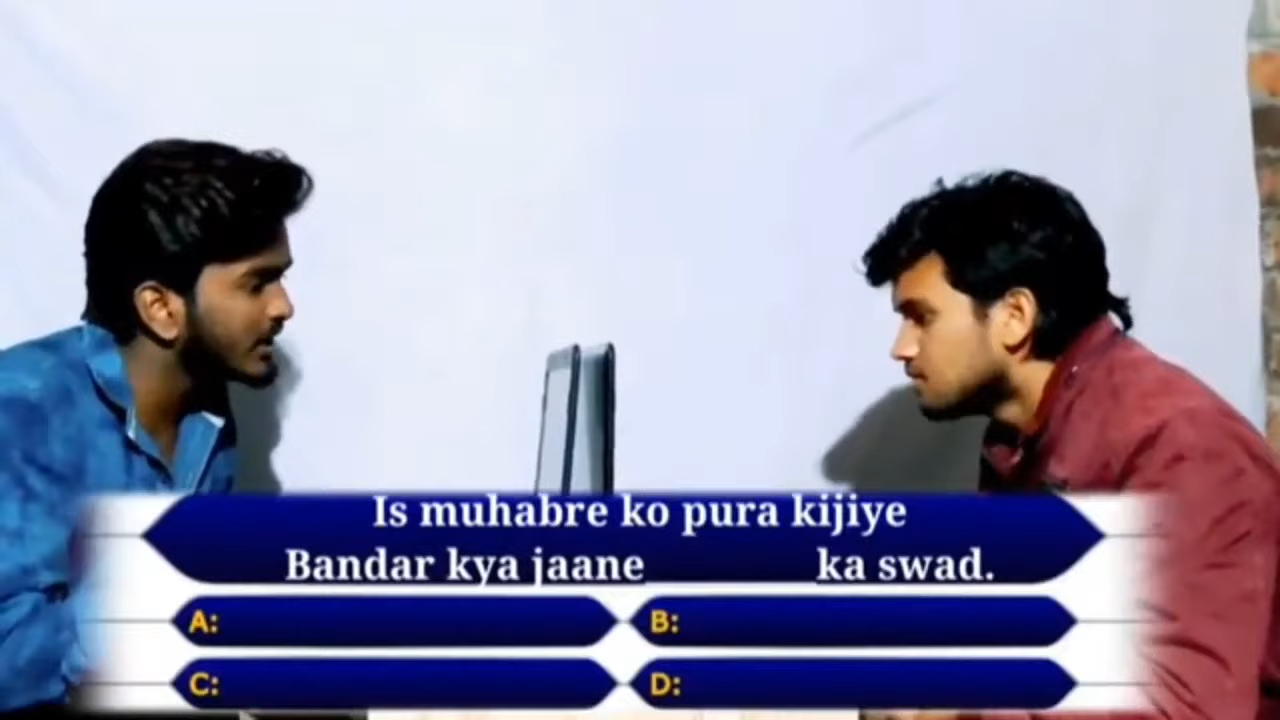 Is muhabre ko pura kijiye
Bandar kya jaane ka swad.
A:
B:
C:
D: